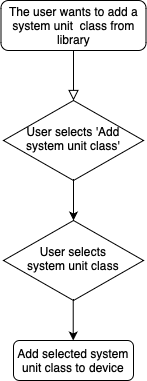 The user wants to add a
system unit  class from
library
User selects 'Add
system unit class'
User selects
system unit class
Add selected system
unit class to device